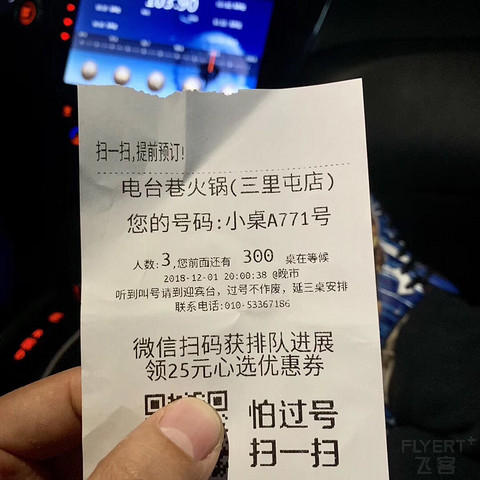 103.90
扫一扫,提前预订!
电台巷火锅(三里屯店)
您的号码:小桌A771号
人数:3,您前面还有 300 桌在等候
2018-12-01 20:00:38 @晚市
听到叫号请到迎宾台，过号不作废，延三桌安排
联系电话:010-53367186
微信扫码获排队进展
领25元心选优惠券
怕过号
扫一扫
FLYERT+
飞客